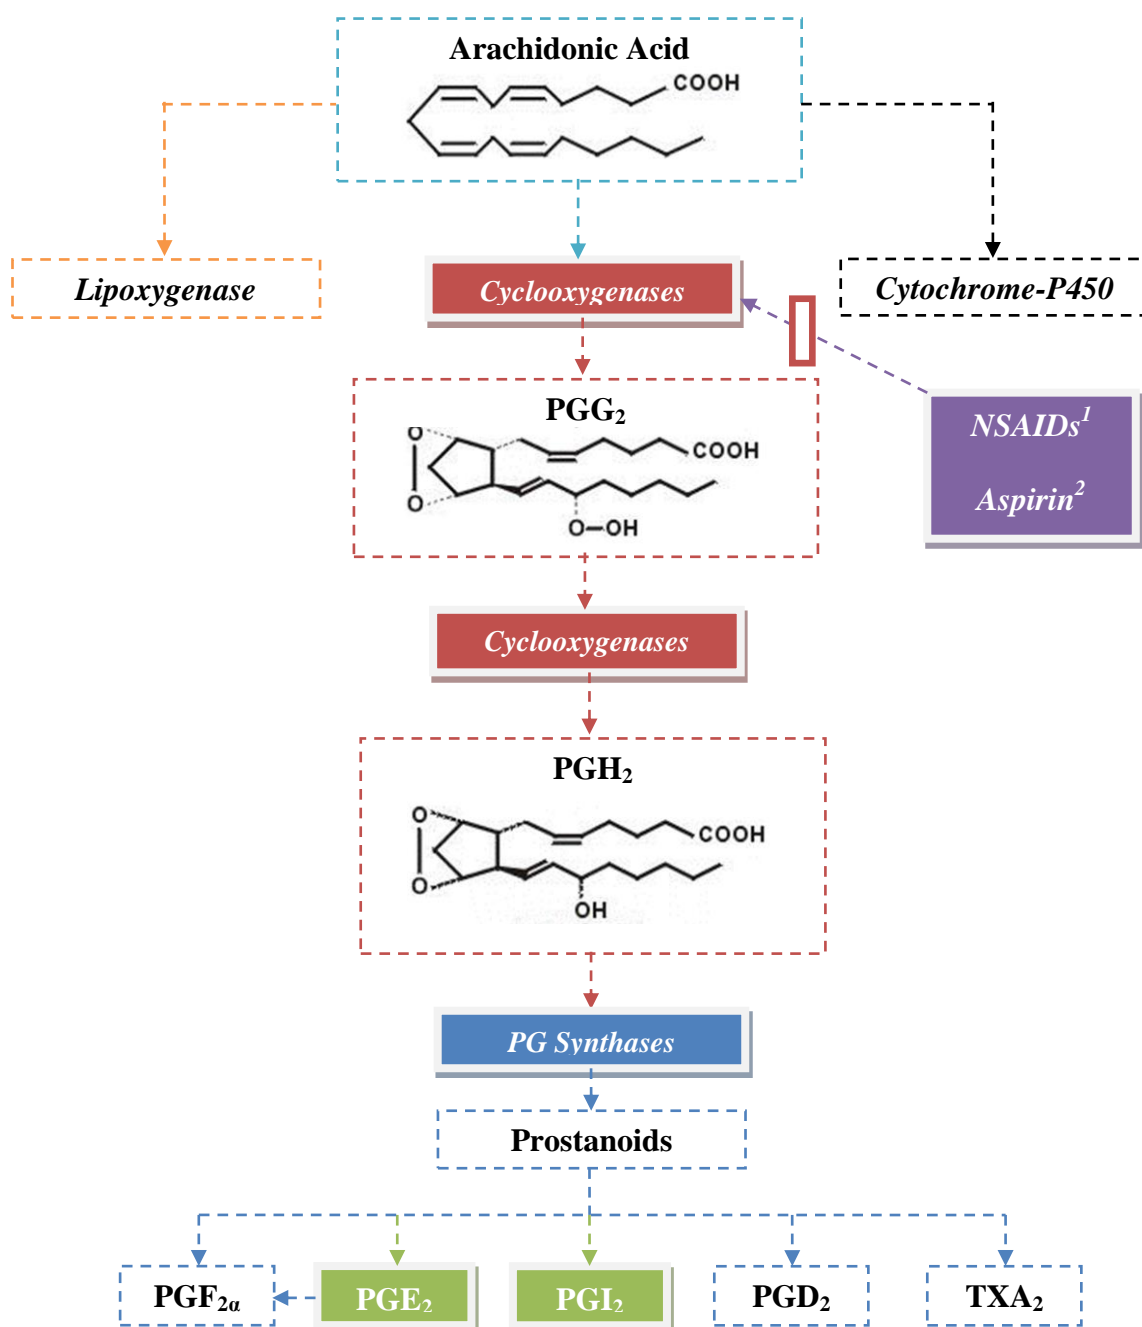 Arachidonic Acid
COOH
Lipoxygenase
Cyclooxygenases
Cytochrome-P450
PGG₂
O
COOH
O
O—OH
NSAIDs¹
Aspirin²
Cyclooxygenases
PGH₂
O
COOH
O
OH
PG Synthases
Prostanoids
PGF₂α
PGE₂
PGI₂
PGD₂
TXA₂